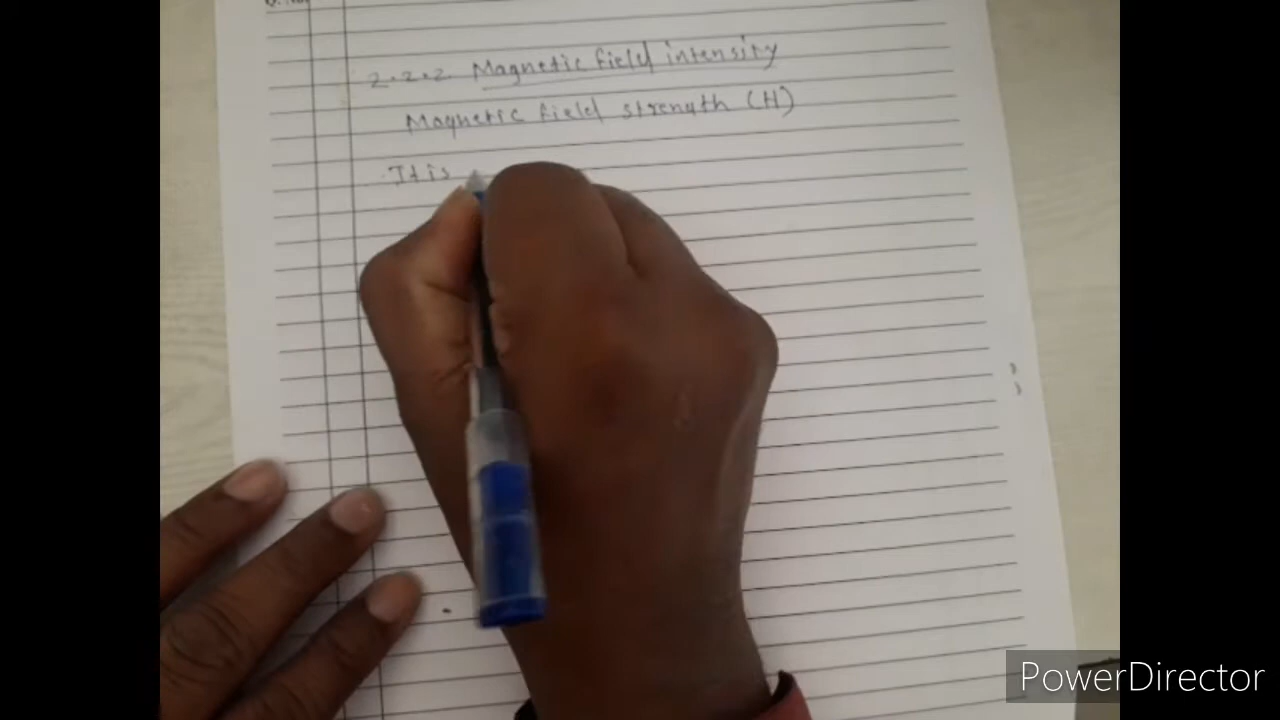 2.2.2. Magnetic field intensity
Magnetic field strength (H)
It is
PowerDirector